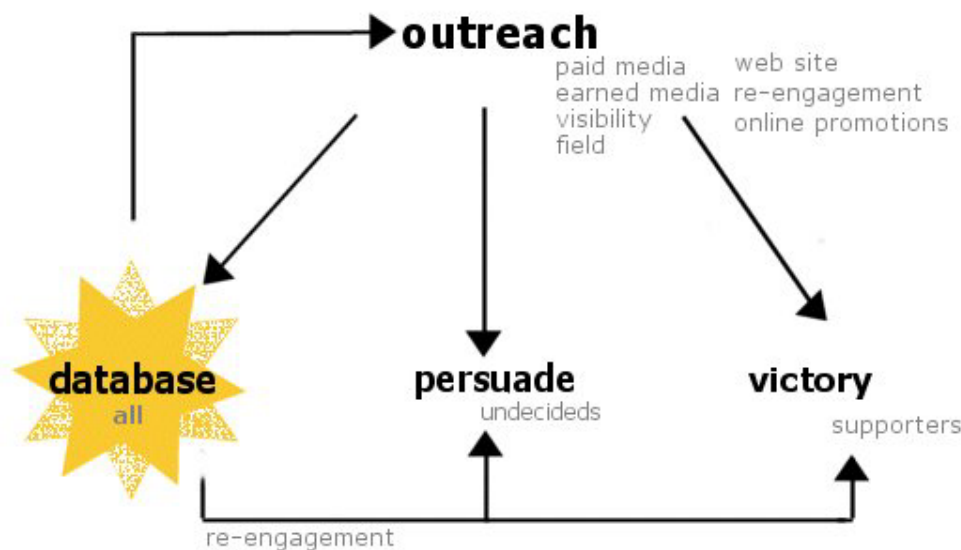 outreach
paid media
earned media
visibility
field
web site
re-engagement
online promotions
database
all
persuade
undecideds
victory
supporters
re-engagement